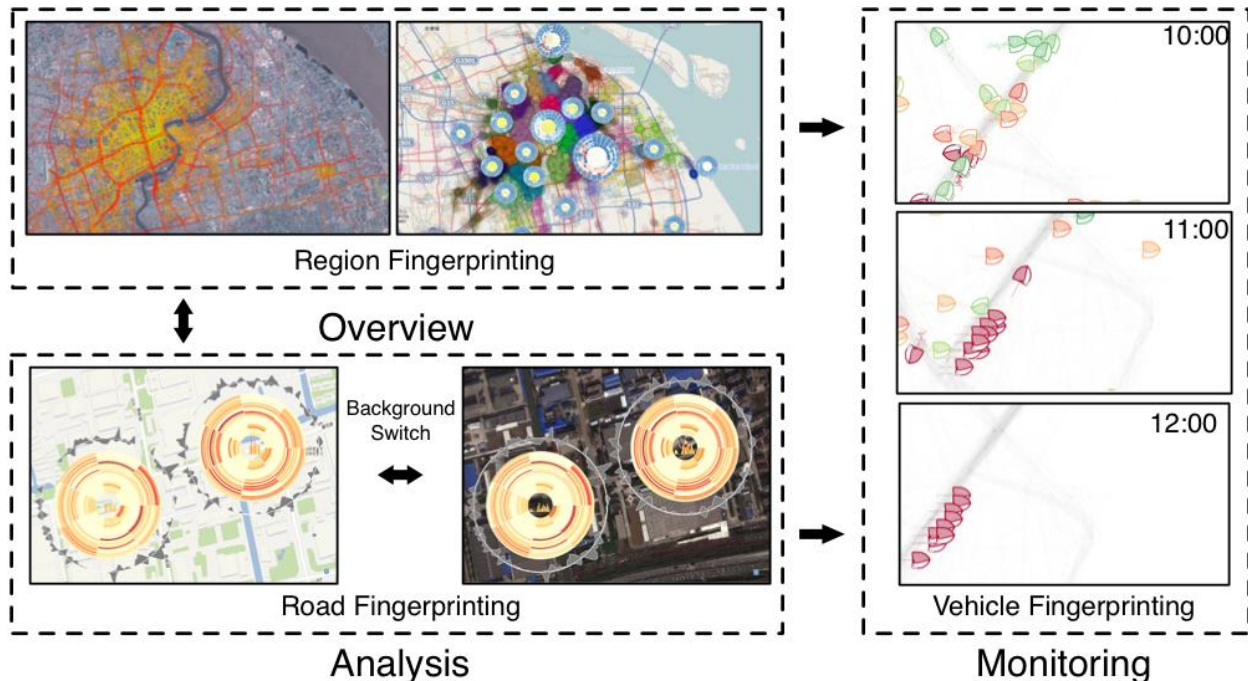 Region Fingerprinting
Overview
Background
Switch
Road Fingerprinting
Analysis
10:00
11:00
12:00
Vehicle Fingerprinting
Monitoring